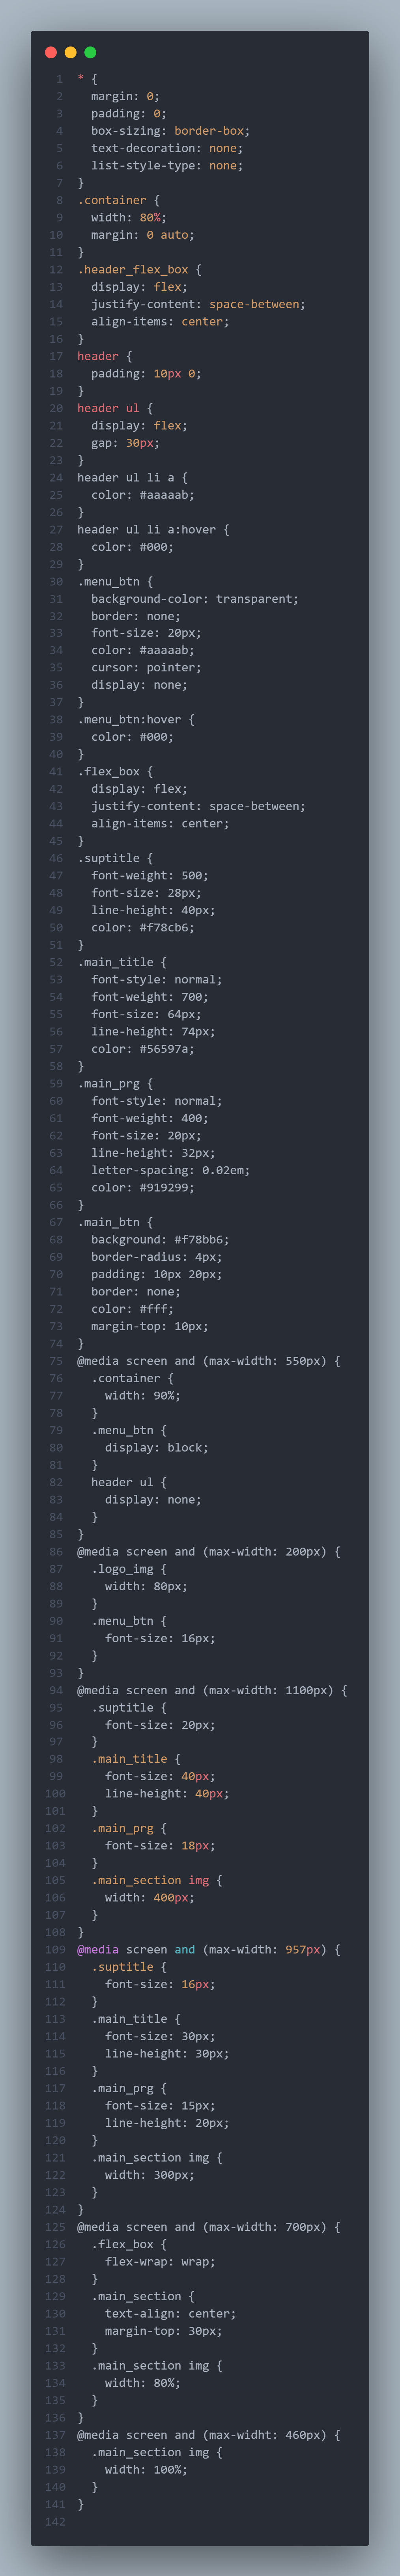 1 * {
2 margin: 0;
3 padding: 0;
4 box-sizing: border-box;
5 text-decoration: none;
6 list-style-type: none;
7 }
8 .container {
9 width: 80%;
10 margin: 0 auto;
11 }
12 .header_flex_box {
13 display: flex;
14 justify-content: space-between;
15 align-items: center;
16 }
17 header {
18 padding: 10px 0;
19 }
20 header ul {
21 display: flex;
22 gap: 30px;
23 }
24 header ul li a {
25 color: #aaaaab;
26 }
27 header ul li a:hover {
28 color: #000;
29 }
30 .menu_btn {
31 background-color: transparent;
32 border: none;
33 font-size: 20px;
34 color: #aaaaab;
35 cursor: pointer;
36 display: none;
37 }
38 .menu_btn:hover {
39 color: #000;
40 }
41 .flex_box {
42 display: flex;
43 justify-content: space-between;
44 align-items: center;
45 }
46 .suptitle {
47 font-weight: 500;
48 font-size: 28px;
49 line-height: 40px;
50 color: #f78cb6;
51 }
52 .main_title {
53 font-style: normal;
54 font-weight: 700;
55 font-size: 64px;
56 line-height: 74px;
57 color: #56597a;
58 }
59 .main_prg {
60 font-style: normal;
61 font-weight: 400;
62 font-size: 20px;
63 line-height: 32px;
64 letter-spacing: 0.02em;
65 color: #919299;
66 }
67 .main_btn {
68 background: #f78bb6;
69 border-radius: 4px;
70 padding: 10px 20px;
71 border: none;
72 color: #fff;
73 margin-top: 10px;
74 }
75 @media screen and (max-width: 550px) {
76 .container {
77 width: 90%;
78 }
79 .menu_btn {
80 display: block;
81 }
82 header ul {
83 display: none;
84 }
85 }
86 @media screen and (max-width: 200px) {
87 .logo_img {
88 width: 80px;
89 }
90 .menu_btn {
91 font-size: 16px;
92 }
93 }
94 @media screen and (max-width: 1100px) {
95 .suptitle {
96 font-size: 20px;
97 }
98 .main_title {
99 font-size: 40px;
100 line-height: 40px;
101 }
102 .main_prg {
103 font-size: 18px;
104 }
105 .main_section img {
106 width: 400px;
107 }
108 }
109 @media screen and (max-width: 957px) {
110 .suptitle {
111 font-size: 16px;
112 }
113 .main_title {
114 font-size: 30px;
115 line-height: 30px;
116 }
117 .main_prg {
118 font-size: 15px;
119 line-height: 20px;
120 }
121 .main_section img {
122 width: 300px;
123 }
124 }
125 @media screen and (max-width: 700px) {
126 .flex_box {
127 flex-wrap: wrap;
128 }
129 .main_section {
130 text-align: center;
131 margin-top: 30px;
132 }
133 .main_section img {
134 width: 80%;
135 }
136 }
137 @media screen and (max-widht: 460px) {
138 .main_section img {
139 width: 100%;
140 }
141 }
142